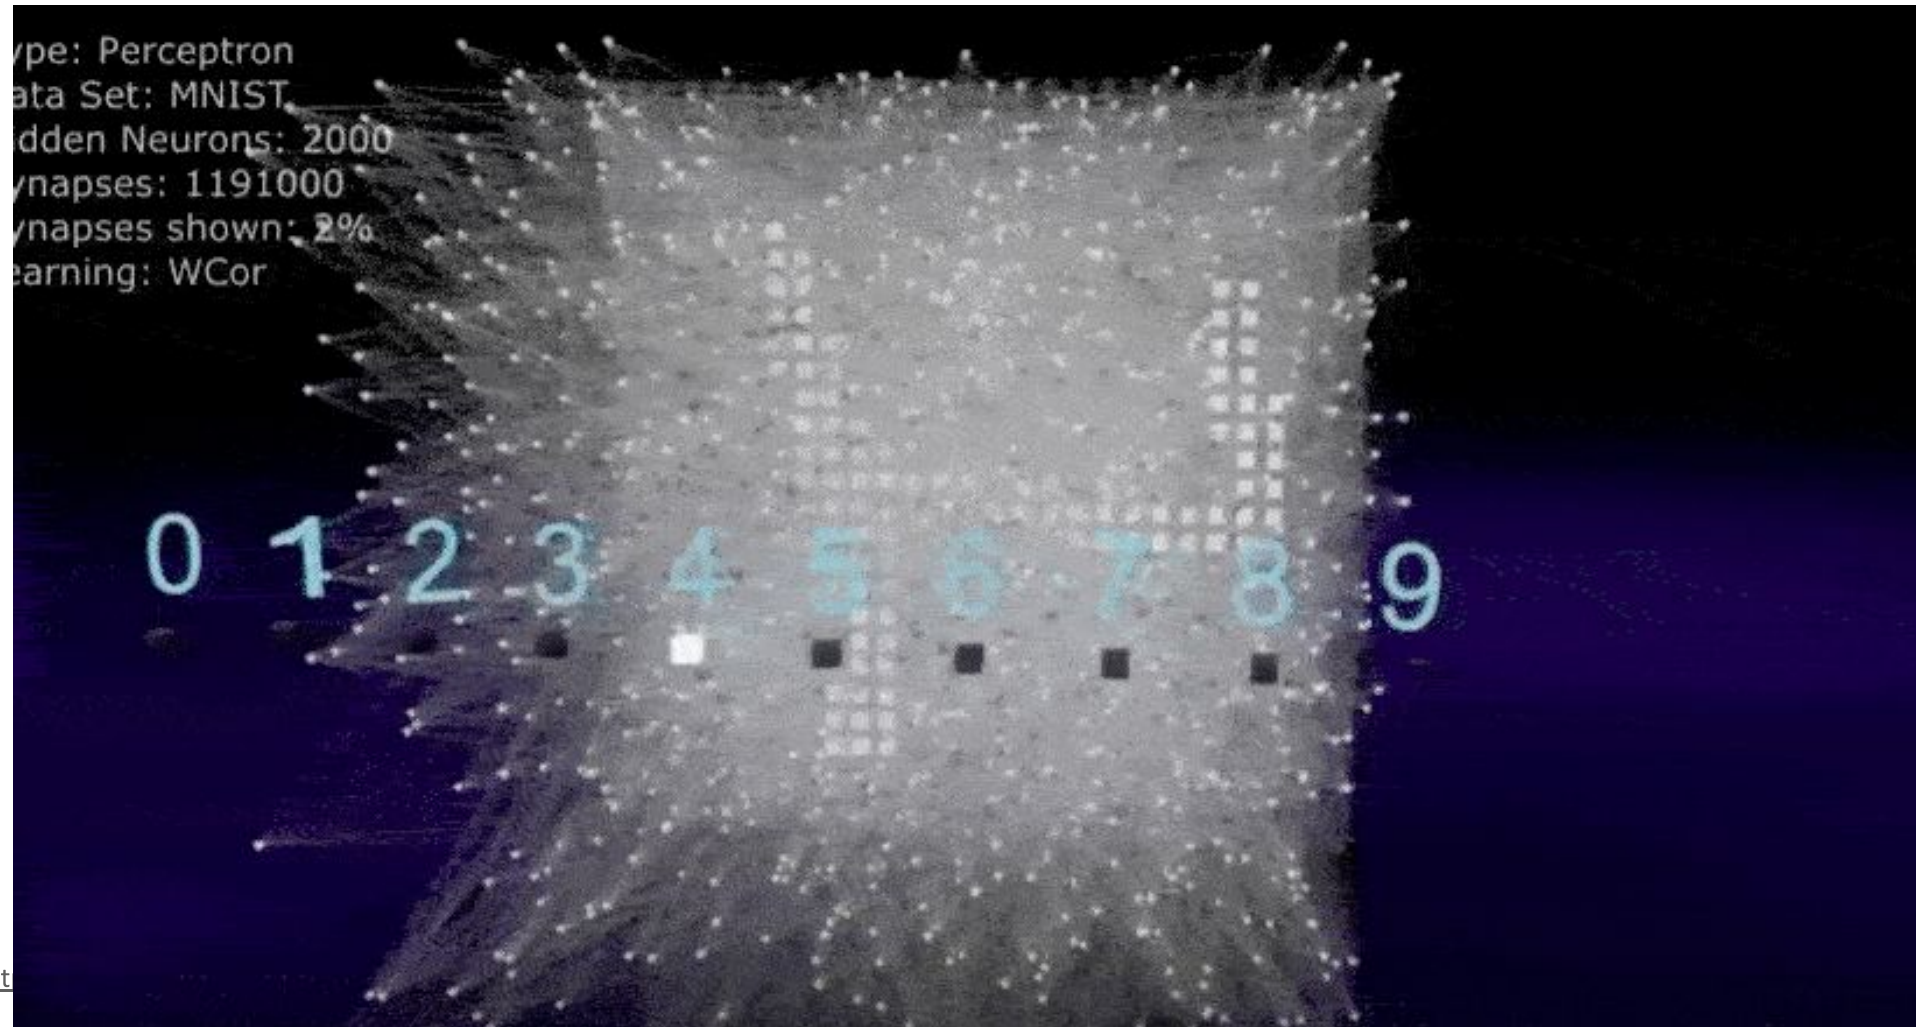 ype: Perceptron
ata Set: MNIST
idden Neurons: 2000
ynapses: 1191000
ynapses shown: 2%
earning: WCor
0 1 2 3 4 5 6 7 8 9
t